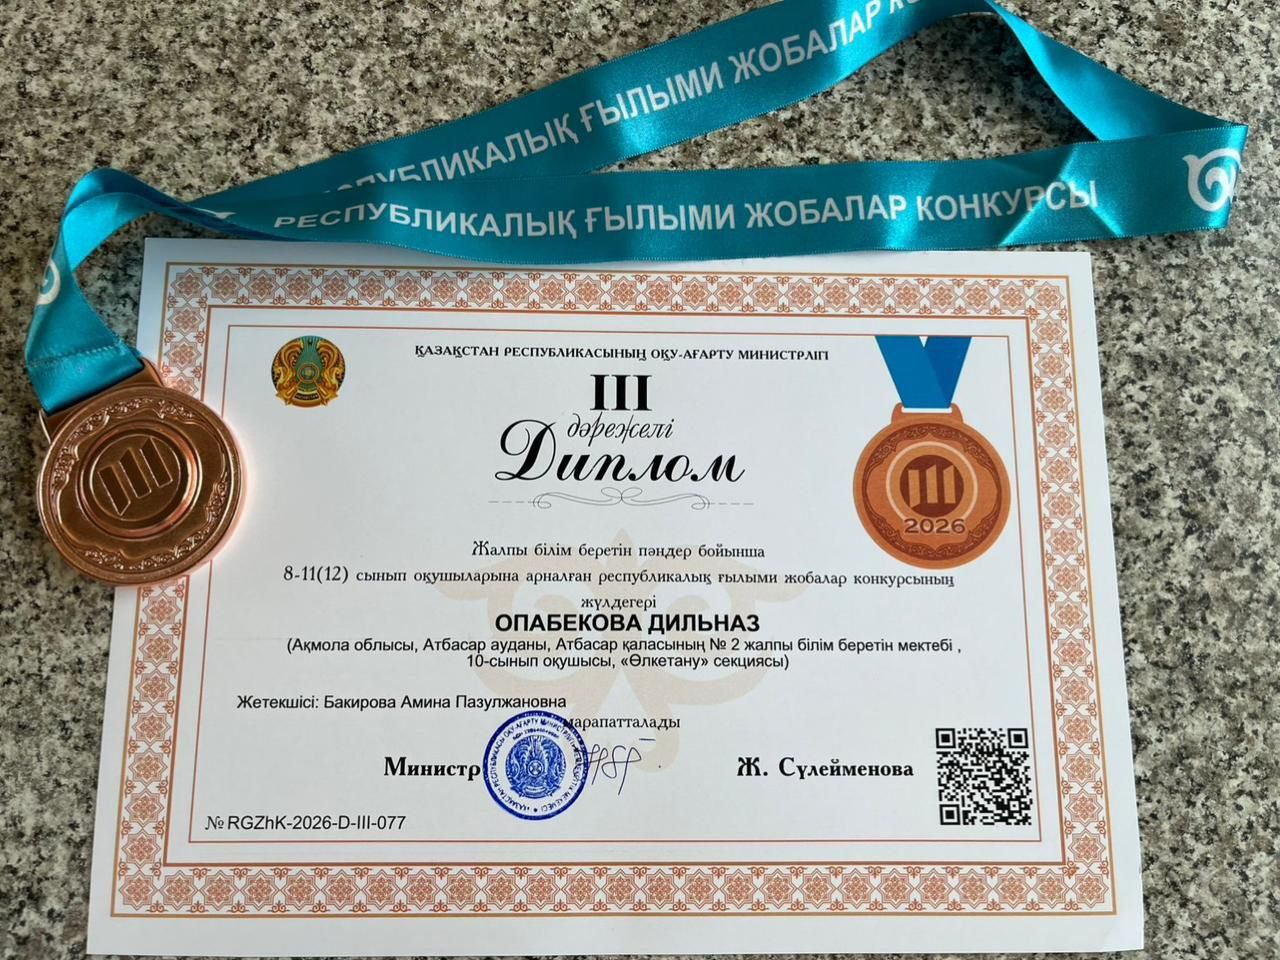 РЕСПУБЛИКАЛЫҚ ҒЫЛЫМИ ЖОБАЛАР
РЕСПУБЛИКАЛЫҚ ҒЫЛЫМИ ЖОБАЛАР КОНКУРСЫ
ҚАЗАҚСТАН РЕСПУБЛИКАСЫНЫҢ ОҚУ-АҒАРТУ МИНИСТРЛІГІ
III
дәрежелі
Диплом
2026
Жалпы білім беретін пәндер бойынша
8-11(12) сынып оқушыларына арналған республикалық ғылыми жобалар конкурсының
жүлдегері
ОПАБЕКОВА ДИЛЬНАЗ
(Ақмола облысы, Атбасар ауданы, Атбасар қаласының № 2 жалпы білім беретін мектебі ,
10-сынып оқушысы, «Өлкетану» секциясы)
Жетекшісі: Бакирова Амина Пазулжановна
марапатталады
Министр Ж. Сүлейменова
№ RGZhK-2026-D-III-077